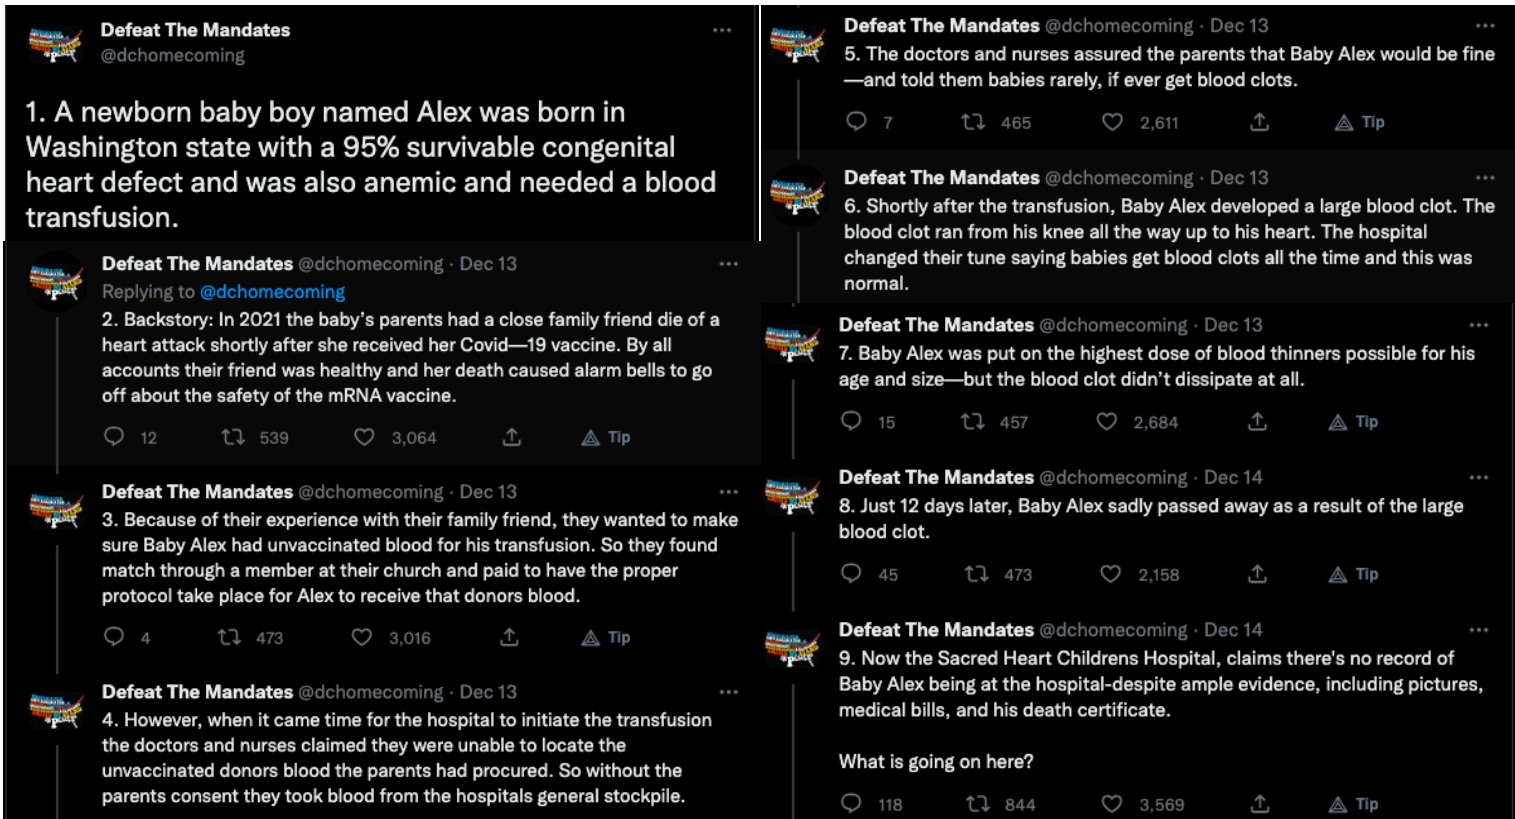 Defeat The Mandates
@dchomecoming
1. A newborn baby boy named Alex was born in
Washington state with a 95% survivable congenital
heart defect and was also anemic and needed a blood
transfusion.
Defeat The Mandates @dchomecoming · Dec 13
Replying to @dchomecoming
2. Backstory: In 2021 the baby's parents had a close family friend die of a
heart attack shortly after she received her Covid—19 vaccine. By all
accounts their friend was healthy and her death caused alarm bells to go
off about the safety of the mRNA vaccine.
12 539 3,064 Tip
Defeat The Mandates @dchomecoming · Dec 13
3. Because of their experience with their family friend, they wanted to make
sure Baby Alex had unvaccinated blood for his transfusion. So they found
match through a member at their church and paid to have the proper
protocol take place for Alex to receive that donors blood.
4 473 3,016 Tip
Defeat The Mandates @dchomecoming · Dec 13
4. However, when it came time for the hospital to initiate the transfusion
the doctors and nurses claimed they were unable to locate the
unvaccinated donors blood the parents had procured. So without the
parents consent they took blood from the hospitals general stockpile.
Defeat The Mandates @dchomecoming · Dec 13
5. The doctors and nurses assured the parents that Baby Alex would be fine
—and told them babies rarely, if ever get blood clots.
7 465 2,611 Tip
Defeat The Mandates @dchomecoming · Dec 13
6. Shortly after the transfusion, Baby Alex developed a large blood clot. The
blood clot ran from his knee all the way up to his heart. The hospital
changed their tune saying babies get blood clots all the time and this was
normal.
Defeat The Mandates @dchomecoming · Dec 13
7. Baby Alex was put on the highest dose of blood thinners possible for his
age and size—but the blood clot didn't dissipate at all.
15 457 2,684 Tip
Defeat The Mandates @dchomecoming · Dec 14
8. Just 12 days later, Baby Alex sadly passed away as a result of the large
blood clot.
45 473 2,158 Tip
Defeat The Mandates @dchomecoming · Dec 14
9. Now the Sacred Heart Childrens Hospital, claims there's no record of
Baby Alex being at the hospital-despite ample evidence, including pictures,
medical bills, and his death certificate.
What is going on here?
118 844 3,569 Tip